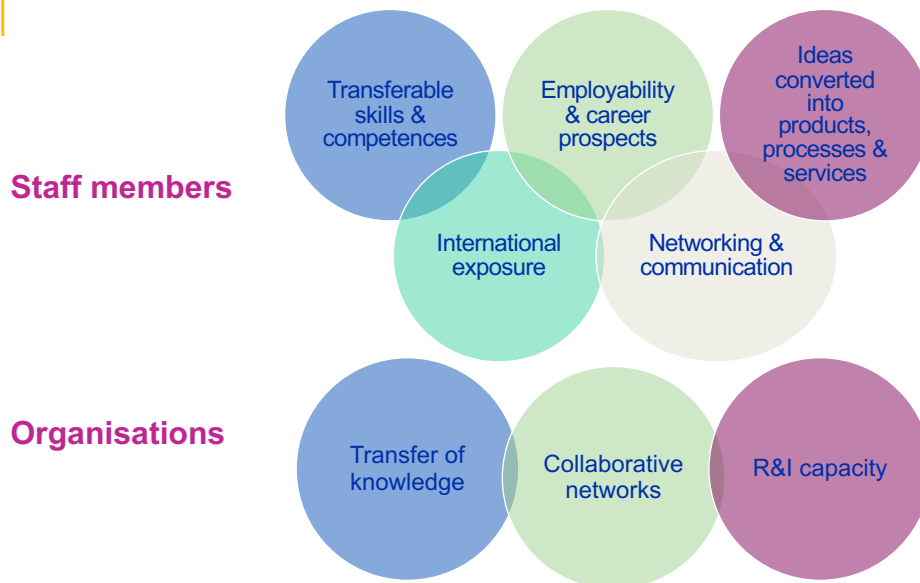 Staff members
Transferable
skills &
competences
Employability
& career
prospects
Ideas
converted
into
products,
processes &
services
International
exposure
Networking &
communication
Organisations
Transfer of
knowledge
Collaborative
networks
R&I capacity